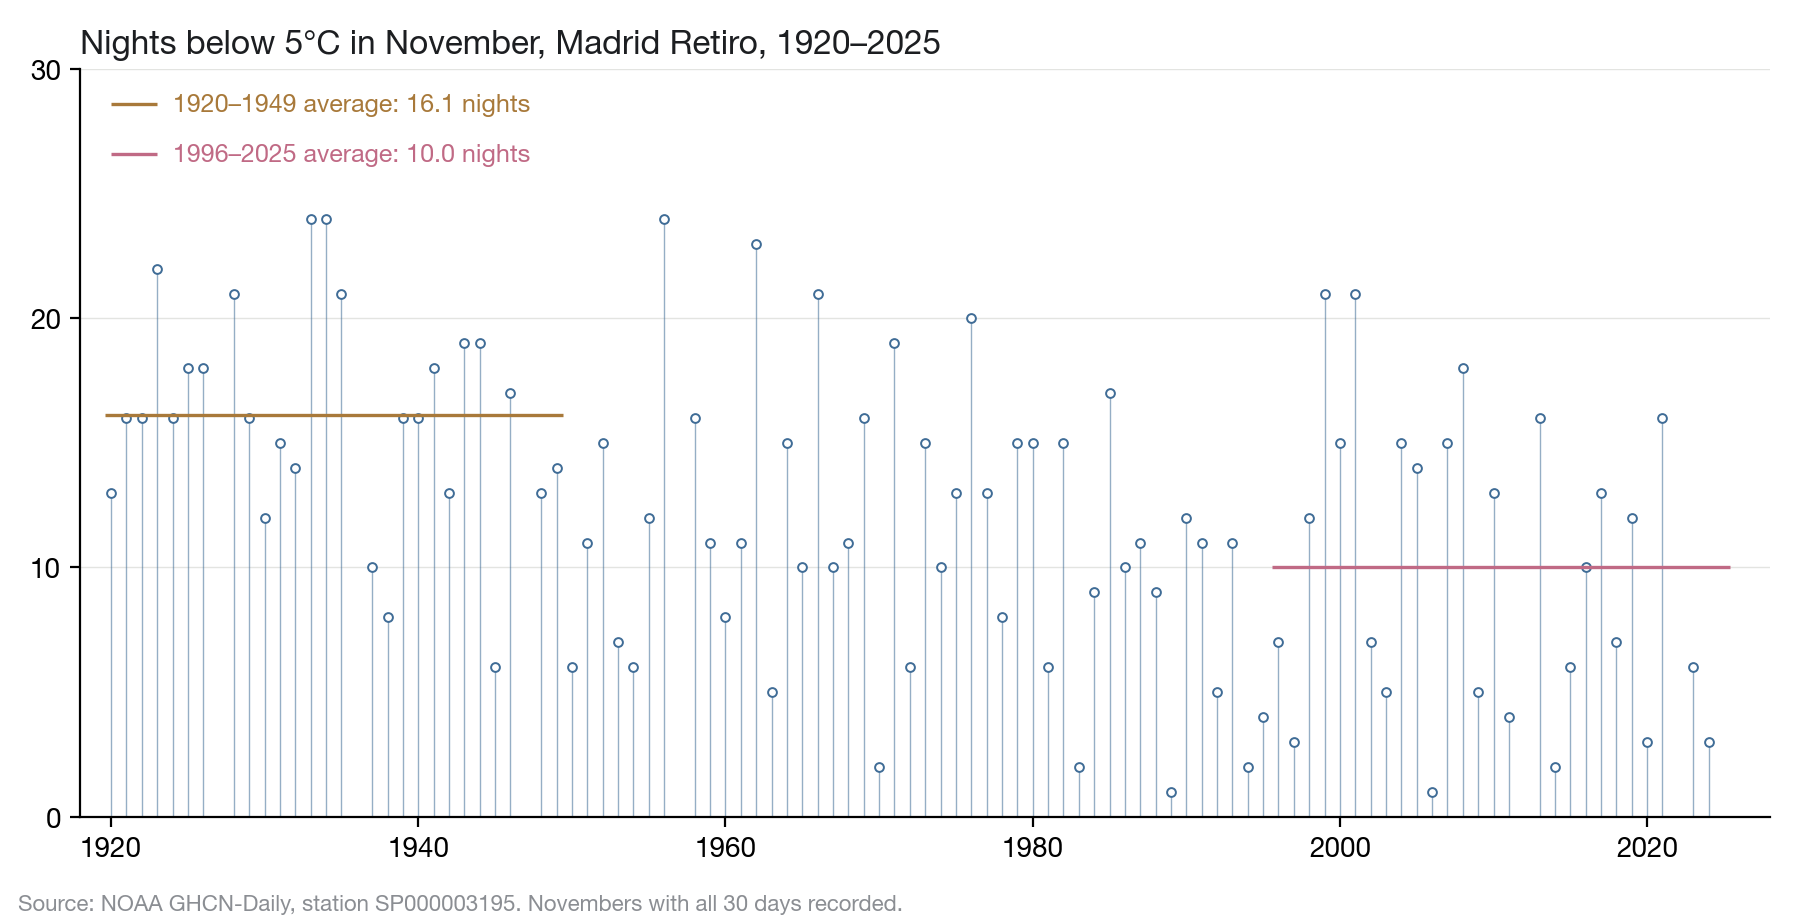 Nights below 5°C in November, Madrid Retiro, 1920–2025
30
1920–1949 average: 16.1 nights
1996–2025 average: 10.0 nights
20
10
0
1920 1940 1960 1980 2000 2020
Source: NOAA GHCN-Daily, station SP000003195. Novembers with all 30 days recorded.